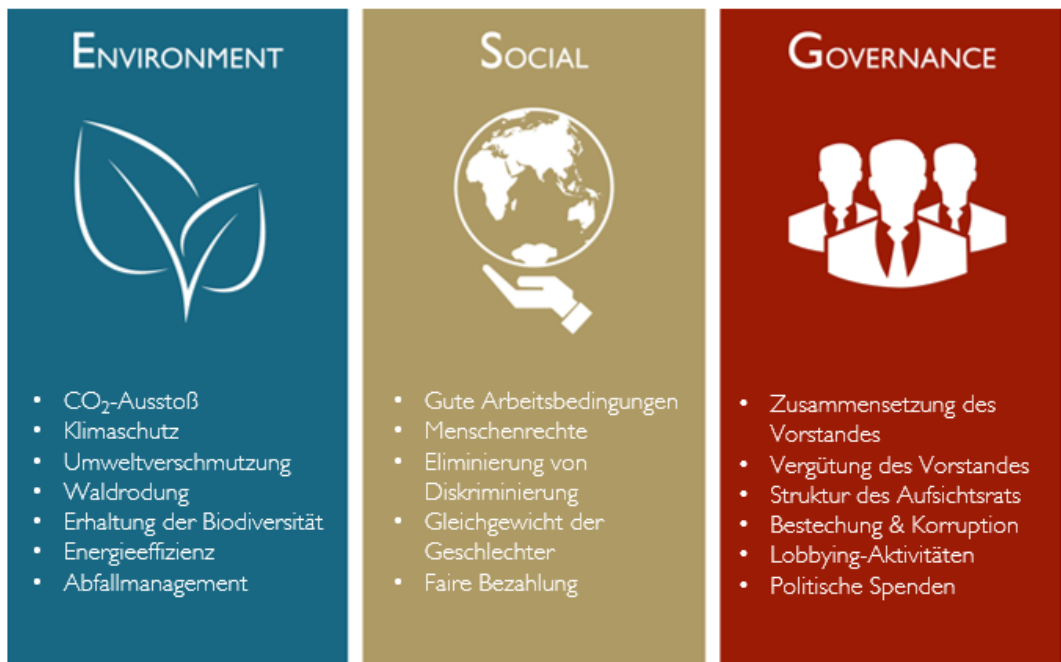 ENVIRONMENT
• CO₂-Ausstoß
• Klimaschutz
• Umweltverschmutzung
• Waldrodung
• Erhaltung der Biodiversität
• Energieeffizienz
• Abfallmanagement
SOCIAL
• Gute Arbeitsbedingungen
• Menschenrechte
• Eliminierung von
Diskriminierung
• Gleichgewicht der
Geschlechter
• Faire Bezahlung
GOVERNANCE
• Zusammensetzung des
Vorstandes
• Vergütung des Vorstandes
• Struktur des Aufsichtsrats
• Bestechung & Korruption
• Lobbying-Aktivitäten
• Politische Spenden